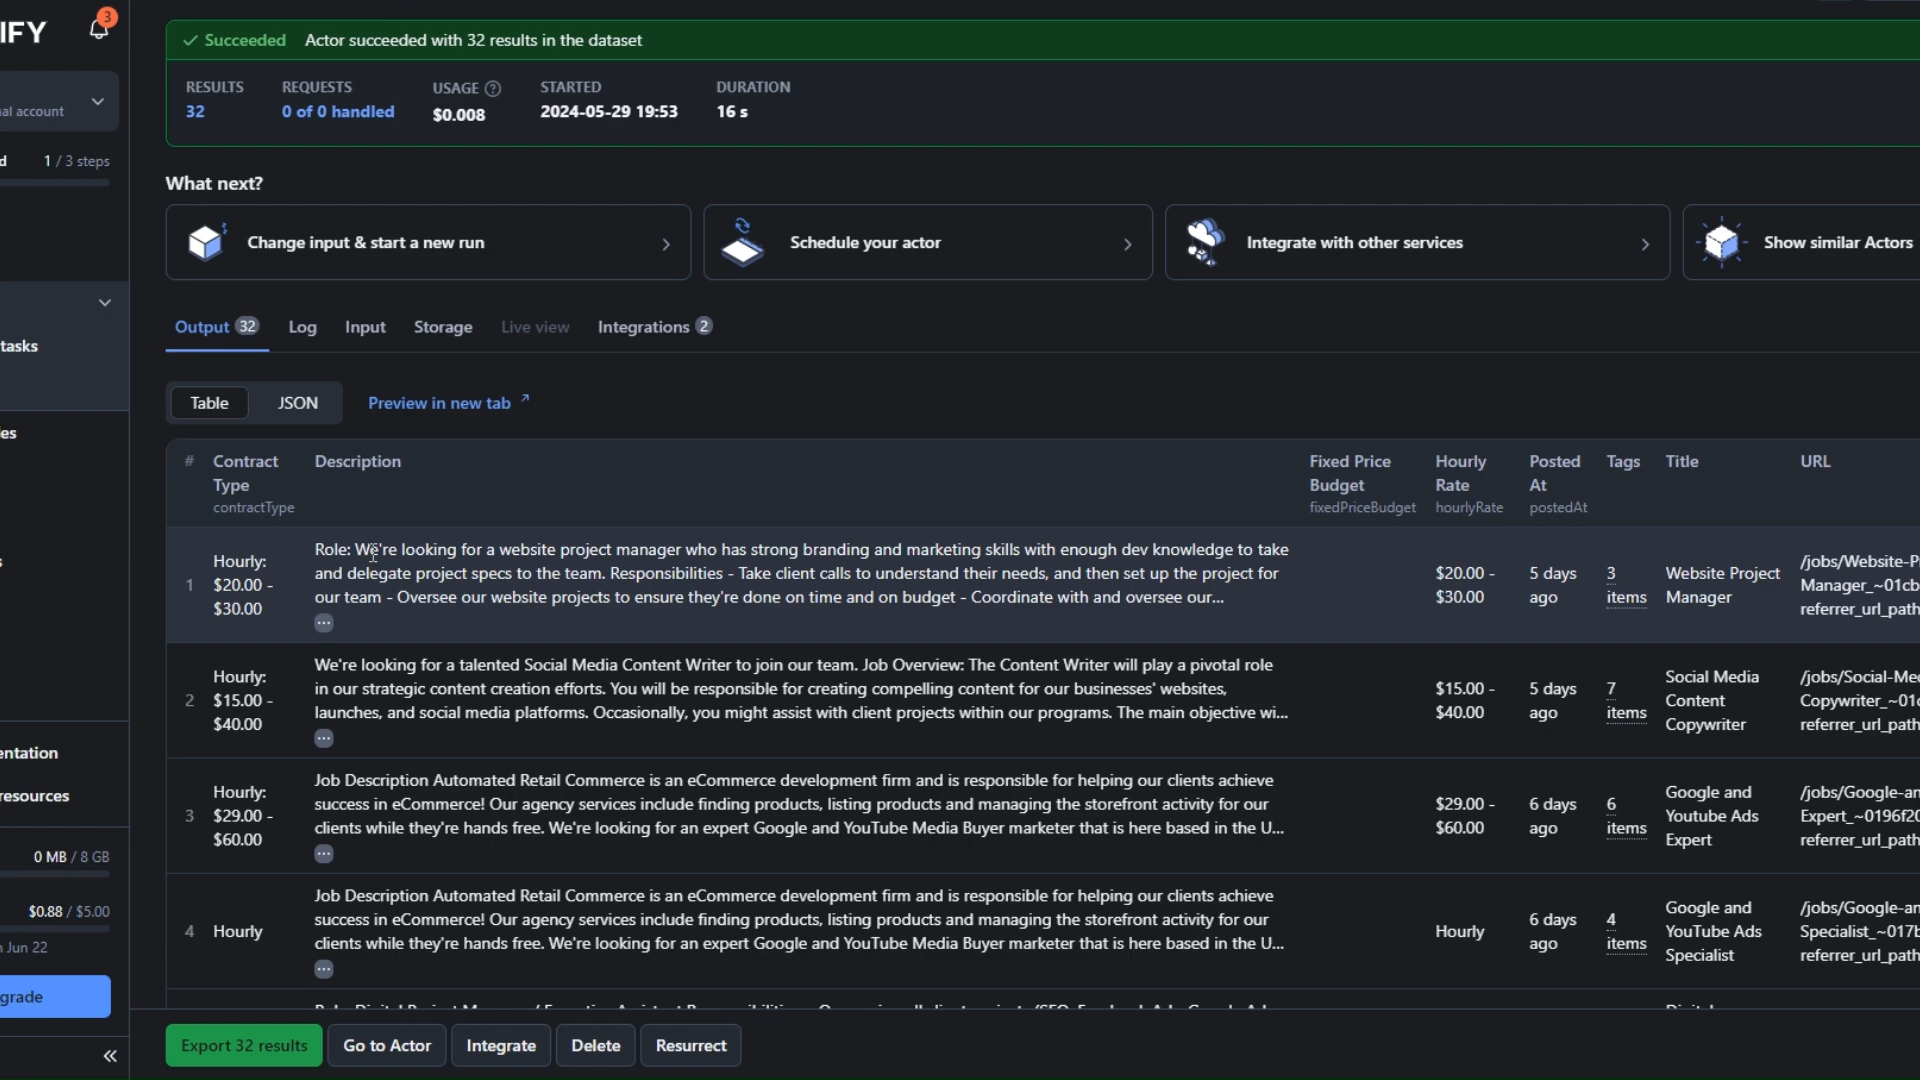 IFY
3
al account
d
1 / 3 steps
tasks
es
s
entation
resources
0 MB / 8 GB
$0.88 / $5.00
Jun 22
grade
Succeeded Actor succeeded with 32 results in the dataset
RESULTS REQUESTS USAGE ? STARTED DURATION
32 0 of 0 handled $0.008 2024-05-29 19:53 16 s
What next?
Change input & start a new run
Schedule your actor
Integrate with other services
Show similar Actors
Output 32 Log Input Storage Live view Integrations 2
Table JSON Preview in new tab
# Contract Type contractType
Description
Fixed Price Budget fixedPriceBudget
Hourly Rate hourlyRate
Posted At postedAt
Tags
Title
URL
1
Hourly:
$20.00 -
$30.00
Role: We're looking for a website project manager who has strong branding and marketing skills with enough dev knowledge to take
and delegate project specs to the team. Responsibilities - Take client calls to understand their needs, and then set up the project for
our team - Oversee our website projects to ensure they're done on time and on budget - Coordinate with and oversee our...
...
$20.00 -
$30.00
5 days
ago
3
items
Website Project
Manager
/jobs/Website-P
Manager_~01cb
referrer_url_path
2
Hourly:
$15.00 -
$40.00
We're looking for a talented Social Media Content Writer to join our team. Job Overview: The Content Writer will play a pivotal role
in our strategic content creation efforts. You will be responsible for creating compelling content for our businesses' websites,
launches, and social media platforms. Occasionally, you might assist with client projects within our programs. The main objective wi...
...
$15.00 -
$40.00
5 days
ago
7
items
Social Media
Content
Copywriter
/jobs/Social-Me
Copywriter_~01
referrer_url_path
3
Hourly:
$29.00 -
$60.00
Job Description Automated Retail Commerce is an eCommerce development firm and is responsible for helping our clients achieve
success in eCommerce! Our agency services include finding products, listing products and managing the storefront activity for our
clients while they're hands free. We're looking for an expert Google and YouTube Media Buyer marketer that is here based in the U...
...
$29.00 -
$60.00
6 days
ago
6
items
Google and
Youtube Ads
Expert
/jobs/Google-an
Expert_~0196f20
referrer_url_path
4
Hourly
Job Description Automated Retail Commerce is an eCommerce development firm and is responsible for helping our clients achieve
success in eCommerce! Our agency services include finding products, listing products and managing the storefront activity for our
clients while they're hands free. We're looking for an expert Google and YouTube Media Buyer marketer that is here based in the U...
...
Hourly
6 days
ago
4
items
Google and
YouTube Ads
Specialist
/jobs/Google-an
Specialist_~017b
referrer_url_path
Export 32 results Go to Actor Integrate Delete Resurrect